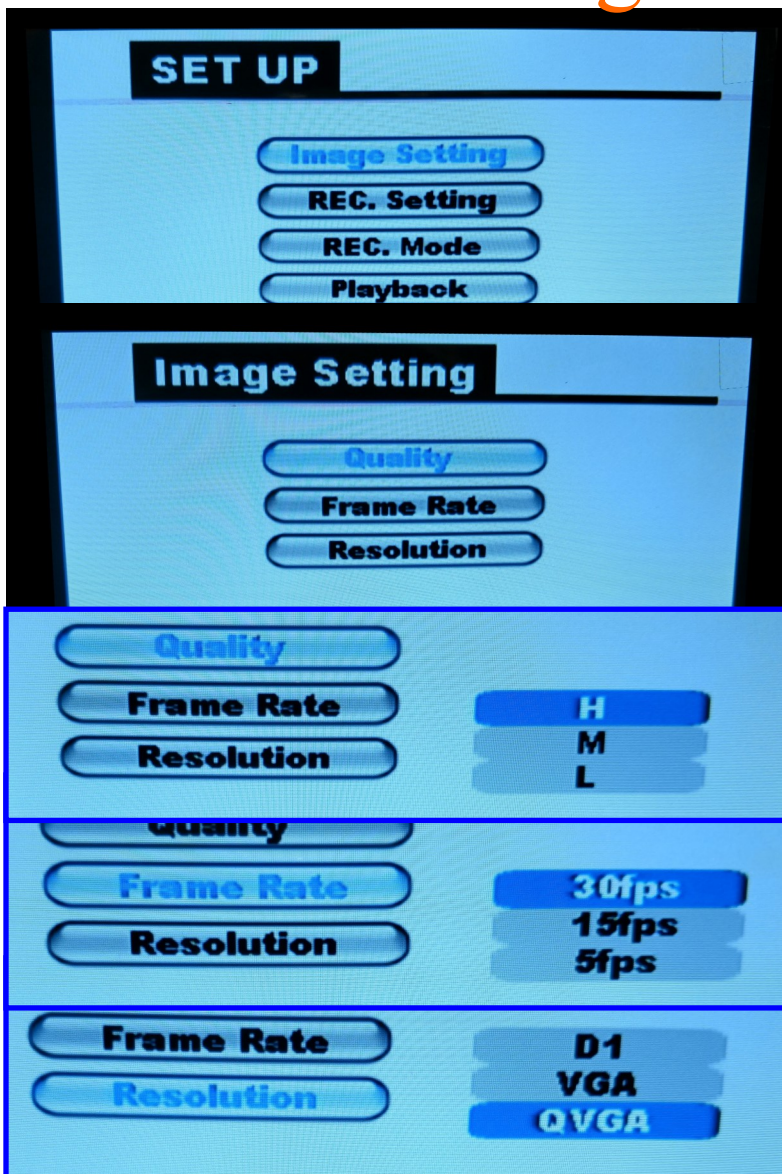 SET UP
Image Setting
REC. Setting
REC. Mode
Playback
Image Setting
Quality
Frame Rate
Resolution
Quality
Frame Rate
Resolution
H
M
L
Quality
Frame Rate
Resolution
30fps
15fps
5fps
Frame Rate
Resolution
D1
VGA
QVGA